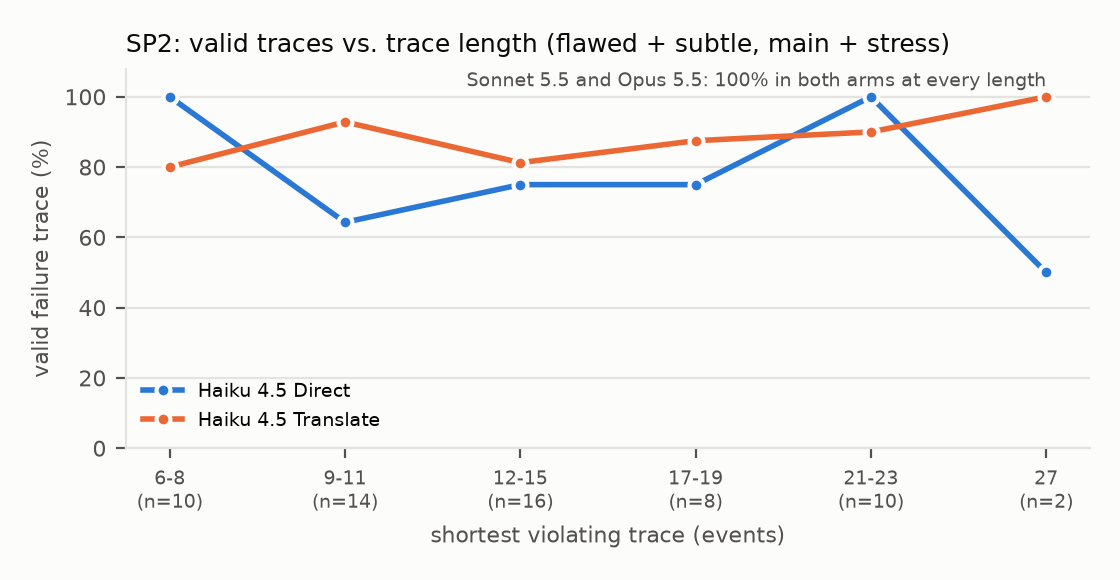 SP2: valid traces vs. trace length (flawed + subtle, main + stress)
Sonnet 5.5 and Opus 5.5: 100% in both arms at every length
valid failure trace (%)
100
80
60
40
20
0
Haiku 4.5 Direct
Haiku 4.5 Translate
6-8 9-11 12-15 17-19 21-23 27
(n=10) (n=14) (n=16) (n=8) (n=10) (n=2)
shortest violating trace (events)